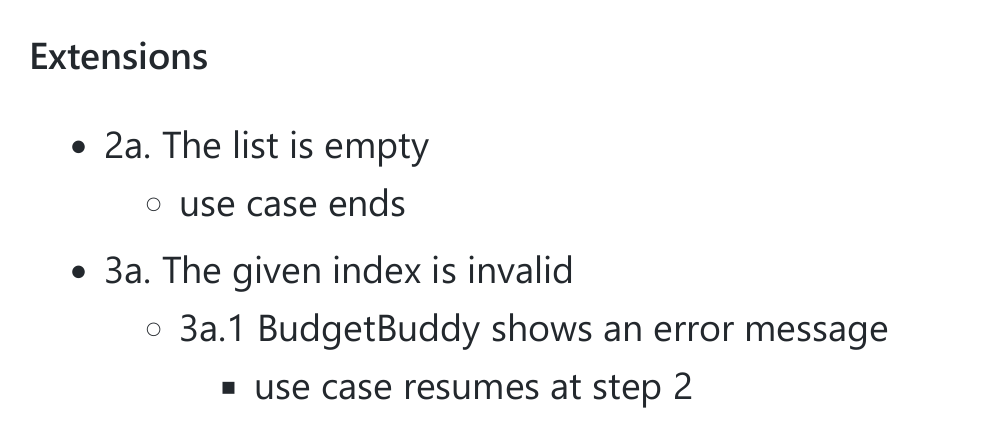 Extensions
2a. The list is empty
use case ends
3a. The given index is invalid
3a.1 BudgetBuddy shows an error message
use case resumes at step 2